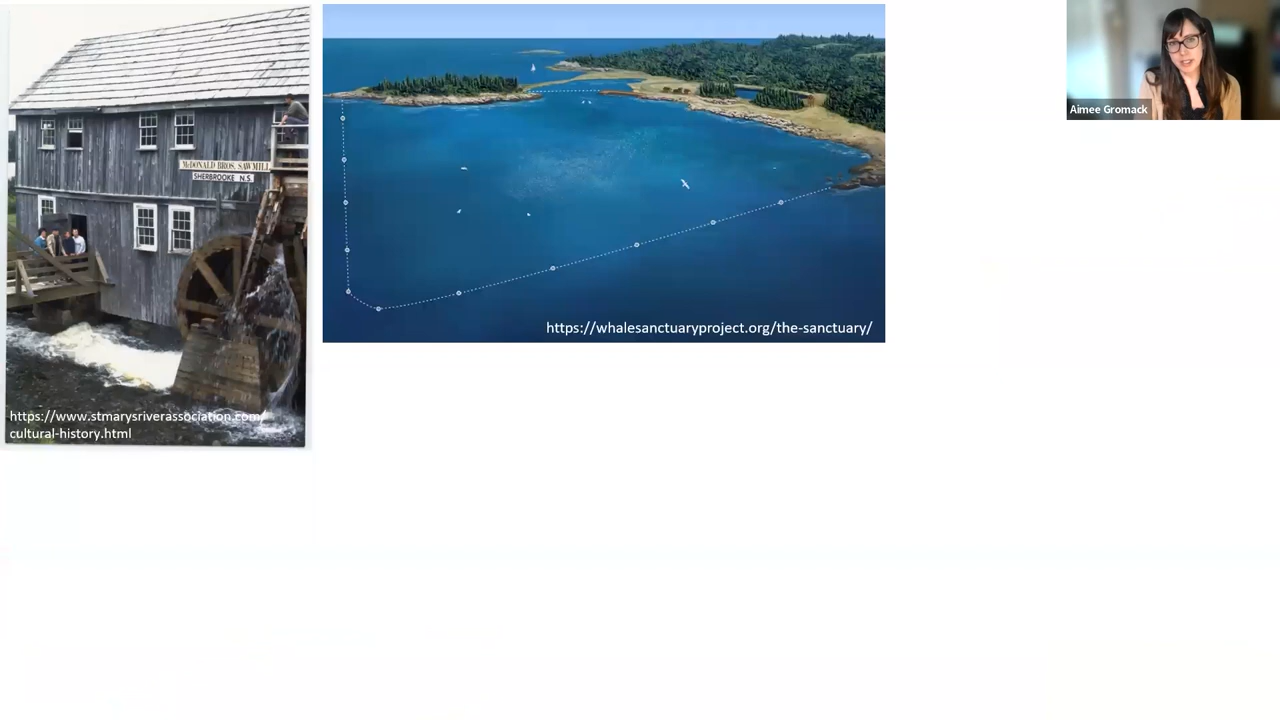 McDONALD BROS. SAWMILL
SHERBROOKE N.S.
https://www.stmarysriverassociation.com/
cultural-history.html
https://whalesanctuaryproject.org/the-sanctuary/
Aimee Gromack